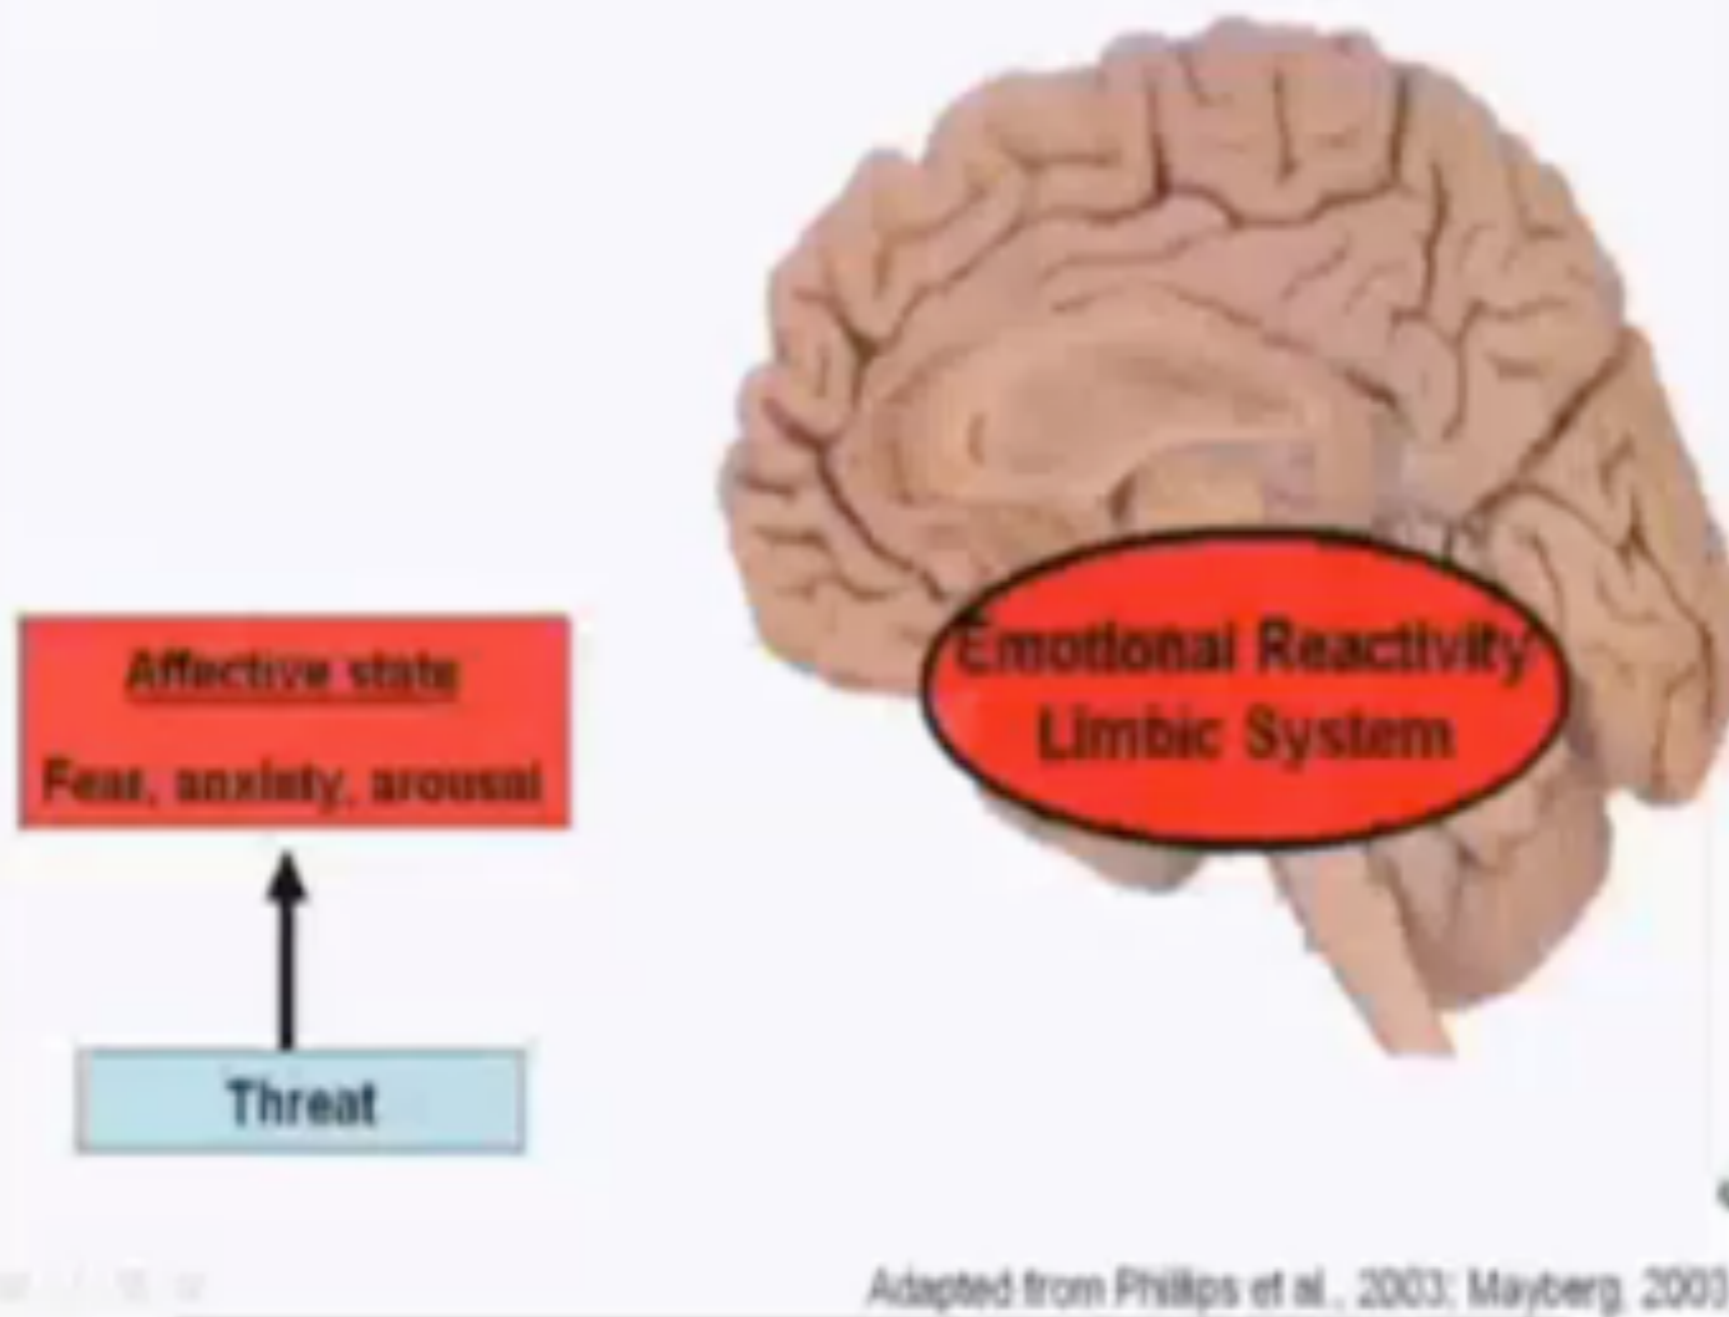 Emotional Reactivity
Limbic System
Affective state
Fear, anxiety, arousal
Threat
Adapted from Phillips et al., 2003; Mayberg, 2003